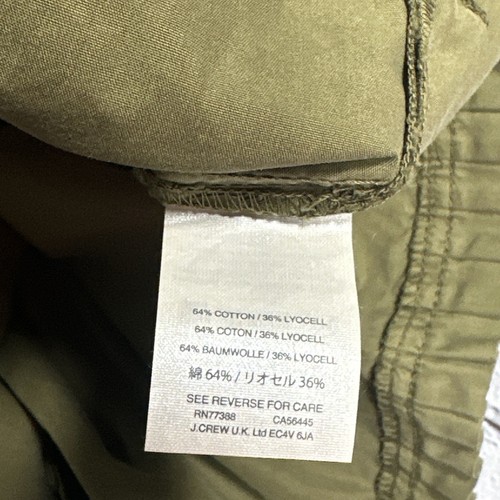 64% COTTON / 36% LYOCELL
64% COTON / 36% LYOCELL
64% BAUMWOLLE / 36% LYOCELL
綿 64% / リオセル 36%
SEE REVERSE FOR CARE
RN77388 CA56445
J.CREW U.K. Ltd EC4V 6JA